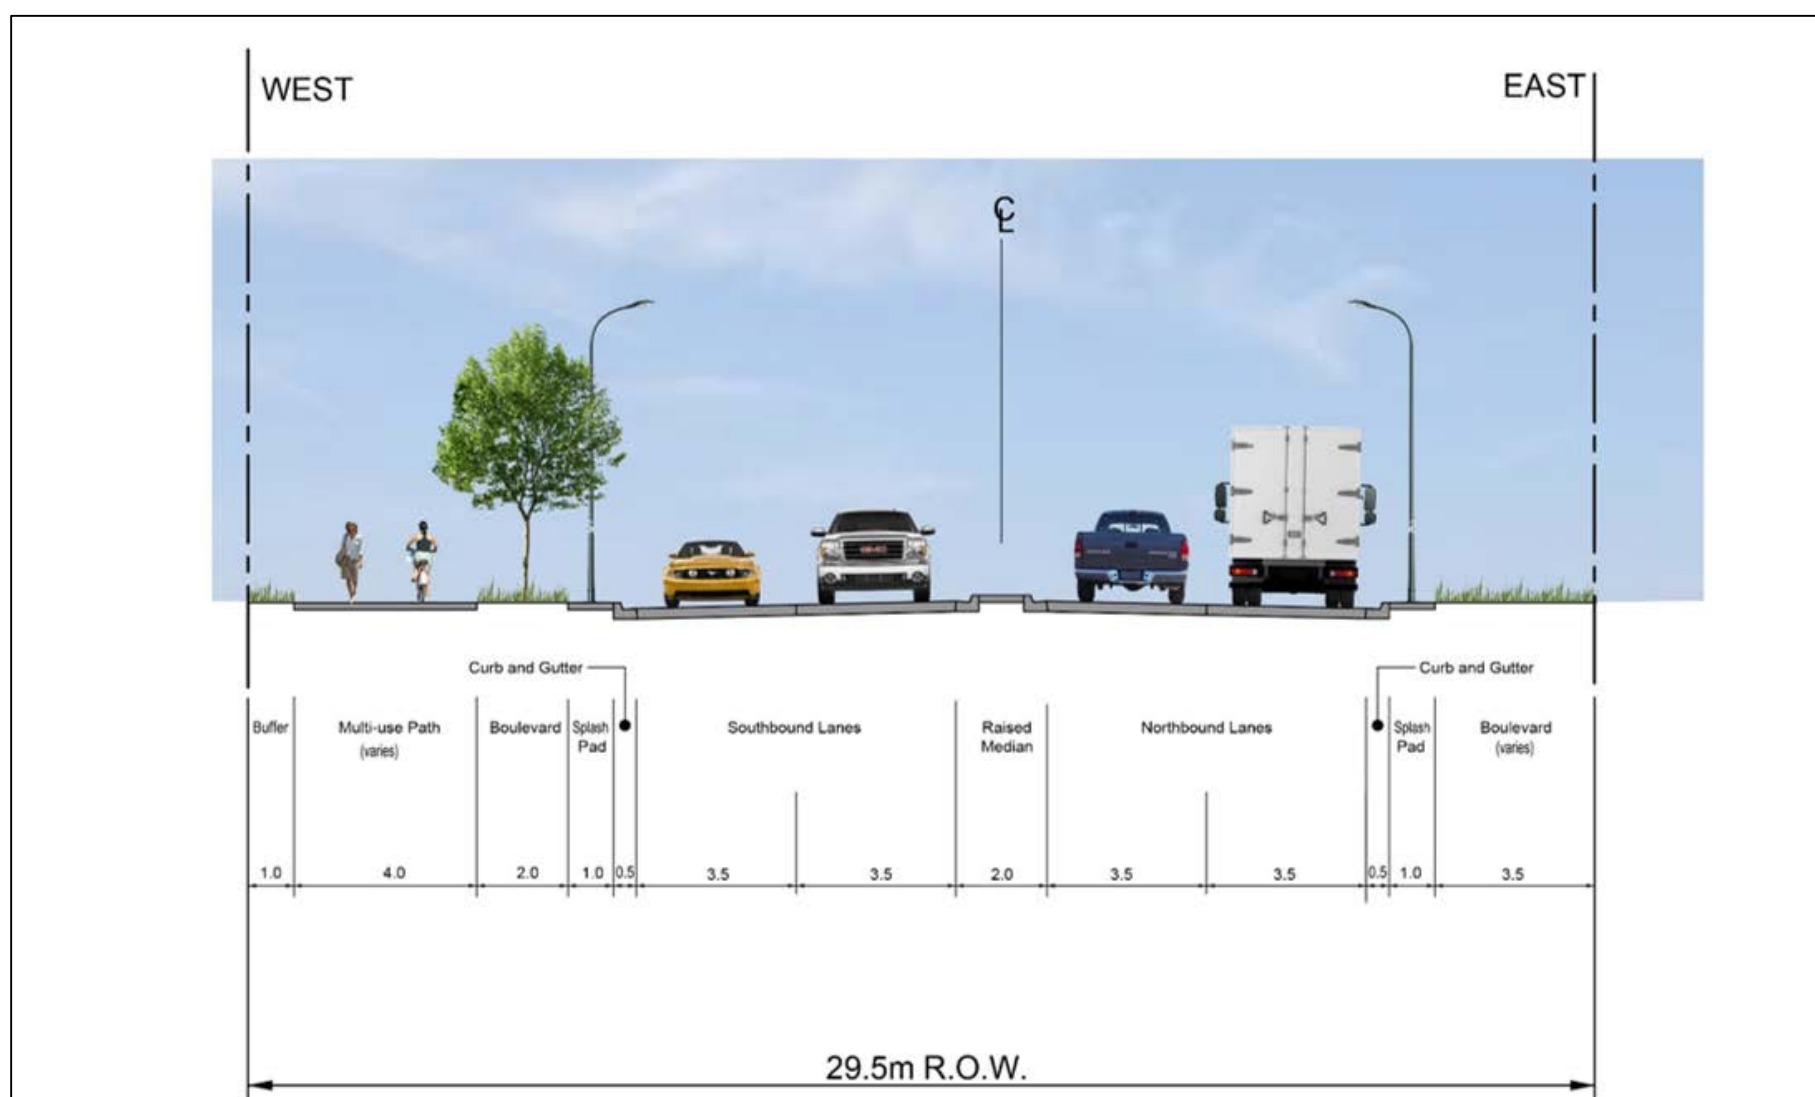 WEST
EAST
CL
Curb and Gutter
Curb and Gutter
Buffer
Multi-use Path
(varies)
Boulevard
Splash
Pad
Southbound Lanes
Raised
Median
Northbound Lanes
Splash
Pad
Boulevard
(varies)
1.0 4.0 2.0 1.0 0.5 3.5 3.5 2.0 3.5 3.5 0.5 1.0 3.5
29.5m R.O.W.